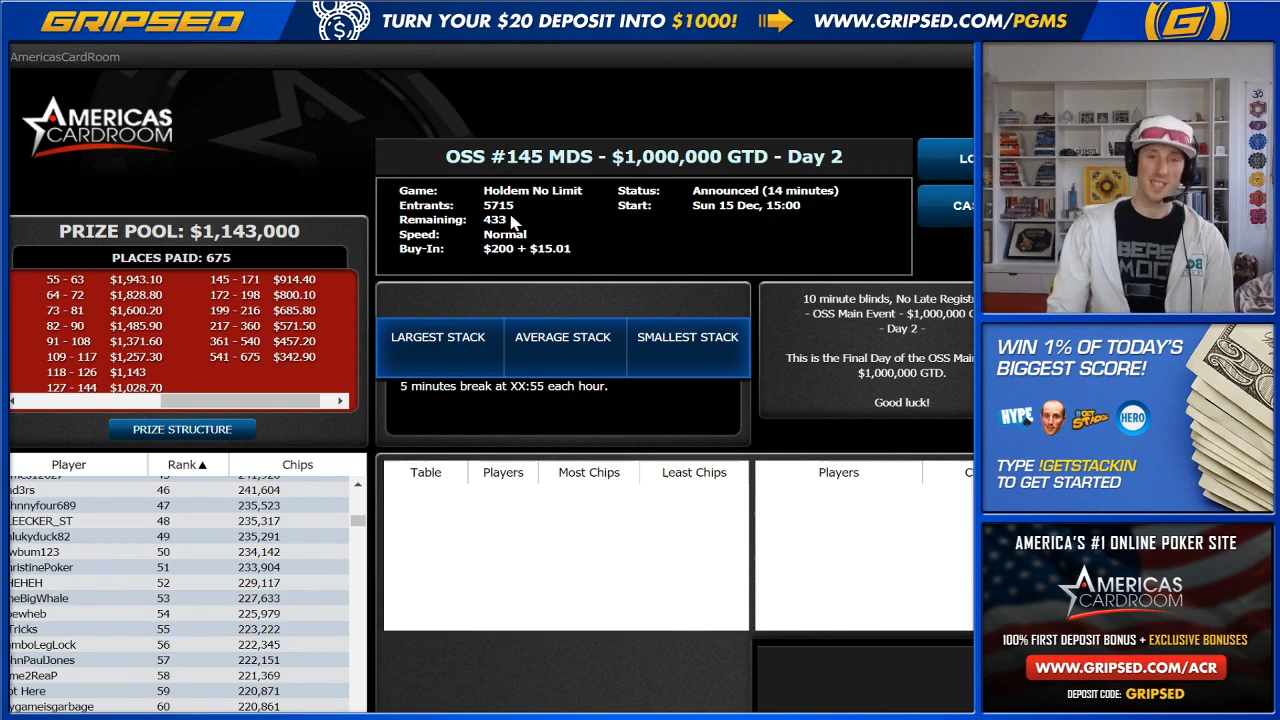 GRIPSED
TURN YOUR $20 DEPOSIT INTO $1000!
WWW.GRIPSED.COM/PGMS
AmericasCardRoom
AMERICAS
CARDROOM
OSS #145 MDS - $1,000,000 GTD - Day 2
Game: Holdem No Limit Status: Announced (14 minutes)
Entrants: 5715 Start: Sun 15 Dec, 15:00
Remaining: 433
Speed: Normal
Buy-In: $200 + $15.01
LO
CAS
PRIZE POOL: $1,143,000
PLACES PAID: 675
55 - 63 $1,943.10 145 - 171 $914.40
64 - 72 $1,828.80 172 - 198 $800.10
73 - 81 $1,600.20 199 - 216 $685.80
82 - 90 $1,485.90 217 - 360 $571.50
91 - 108 $1,371.60 361 - 540 $457.20
109 - 117 $1,257.30 541 - 675 $342.90
118 - 126 $1,143
127 - 144 $1,028.70
PRIZE STRUCTURE
LARGEST STACK AVERAGE STACK SMALLEST STACK
5 minutes break at XX:55 each hour.
10 minute blinds, No Late Registr
- OSS Main Event - $1,000,000 G
- Day 2 -
This is the Final Day of the OSS Mai
$1,000,000 GTD.
Good luck!
Player Rank Chips
nd3rs 46 241,604
hnnyfour689 47 235,523
LEECKER_ST 48 235,317
nlukyduck82 49 235,291
wbum123 50 234,142
hristinePoker 51 233,904
HEHEH 52 229,117
neBigWhale 53 227,633
ewheb 54 225,979
Tricks 55 223,222
umboLegLock 56 222,345
hnPaulJones 57 222,151
me2ReaP 58 221,369
ot Here 59 220,871
ygameisgarbage 60 220,861
Table Players Most Chips Least Chips
Players C
WIN 1% OF TODAY'S
BIGGEST SCORE!
HYPE
#GET
STACKIN
HERO
TYPE !GETSTACKIN
TO GET STARTED
AMERICA'S #1 ONLINE POKER SITE
AMERICAS
CARDROOM
100% FIRST DEPOSIT BONUS + EXCLUSIVE BONUSES
WWW.GRIPSED.COM/ACR
DEPOSIT CODE: GRIPSED